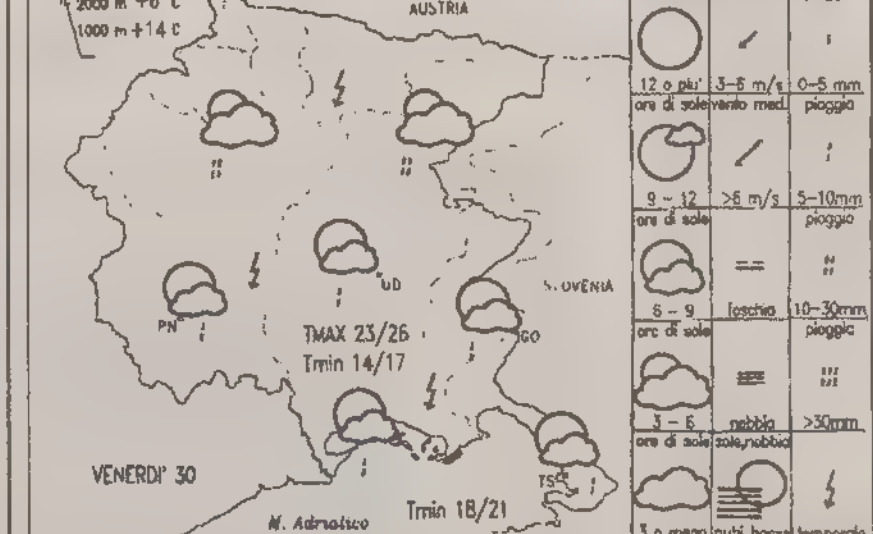 2000 m +6°C
1000 m +14 C
AUSTRIA
SLOVENIA
UD
PN
GO
TS
TMAX 23/26
Tmin 14/17
VENERDI' 30
M. Adriatico
Tmin 18/21
12 o piu'
ore di sole
3-6 m/s
vento med.
0-5 mm
pioggia
9 - 12
ore di sole
>6 m/s
5-10mm
pioggia
6 - 9
ore di sole
foschia
10-30mm
pioggia
3 - 6
ore di sole
nebbia
sole,nebbia
>30mm
3 o meno
nubi basse
temporale